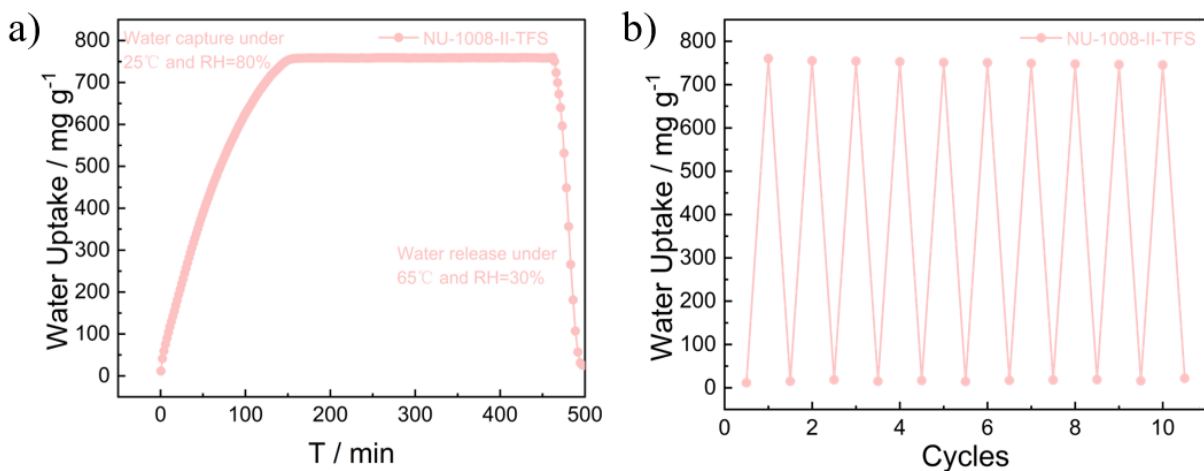 a)
Water capture under
25℃ and RH=80%
NU-1008-II-TFS
Water release under
65℃ and RH=30%
Water Uptake / mg g⁻¹
800
700
600
500
400
300
200
100
0
0 100 200 300 400 500
T / min
b)
NU-1008-II-TFS
Water Uptake / mg g⁻¹
800
700
600
500
400
300
200
100
0
2 4 6 8 10
Cycles